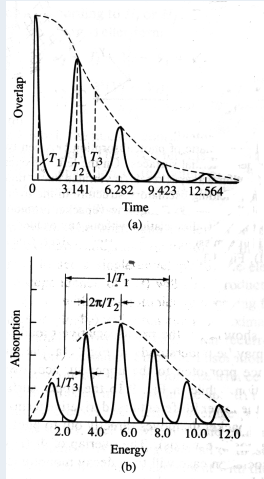 Overlap
T1
T2
T3
0 3.141 6.282 9.423 12.564
Time
(a)
1/T1
2π/T2
1/T3
Absorption
2.0 4.0 6.0 8.0 10.0 12.0
Energy
(b)